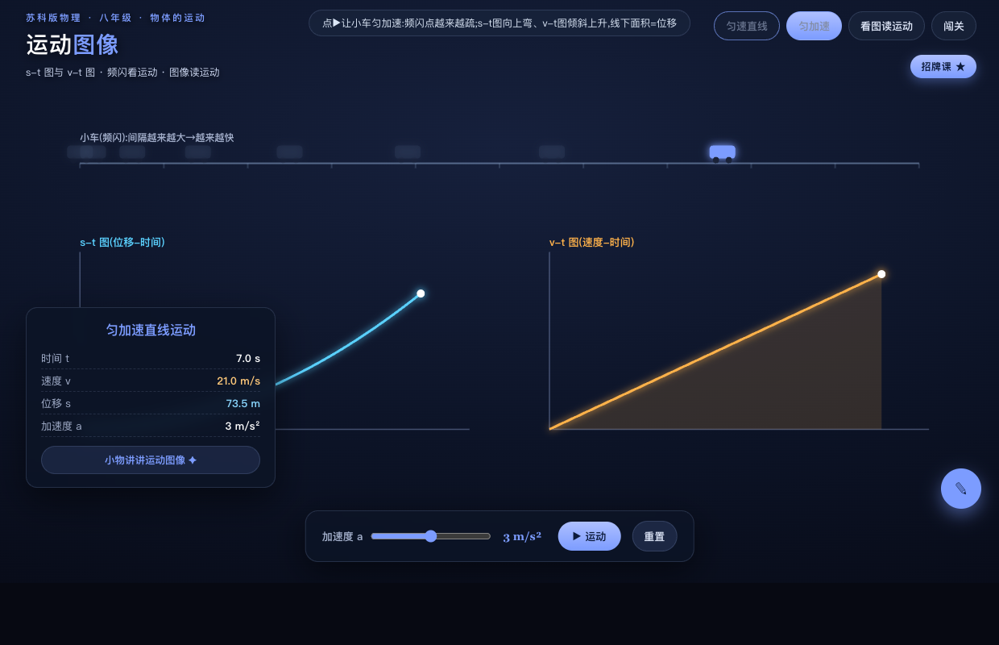 苏科版物理 · 八年级 · 物体的运动
运动图像
s–t 图与 v–t 图 · 频闪看运动 · 图像读运动
点▶让小车匀加速:频闪点越来越疏;s–t图向上弯、v–t图倾斜上升,线下面积=位移
匀速直线
匀加速
看图读运动
闯关
招牌课 ★
小车(频闪):间隔越来越大→越来越快
s–t 图(位移–时间)
v–t 图(速度–时间)
匀加速直线运动
时间 t 7.0 s
速度 v 21.0 m/s
位移 s 73.5 m
加速度 a 3 m/s²
小物讲讲运动图像 ✦
加速度 a 3 m/s² ▶ 运动 重置